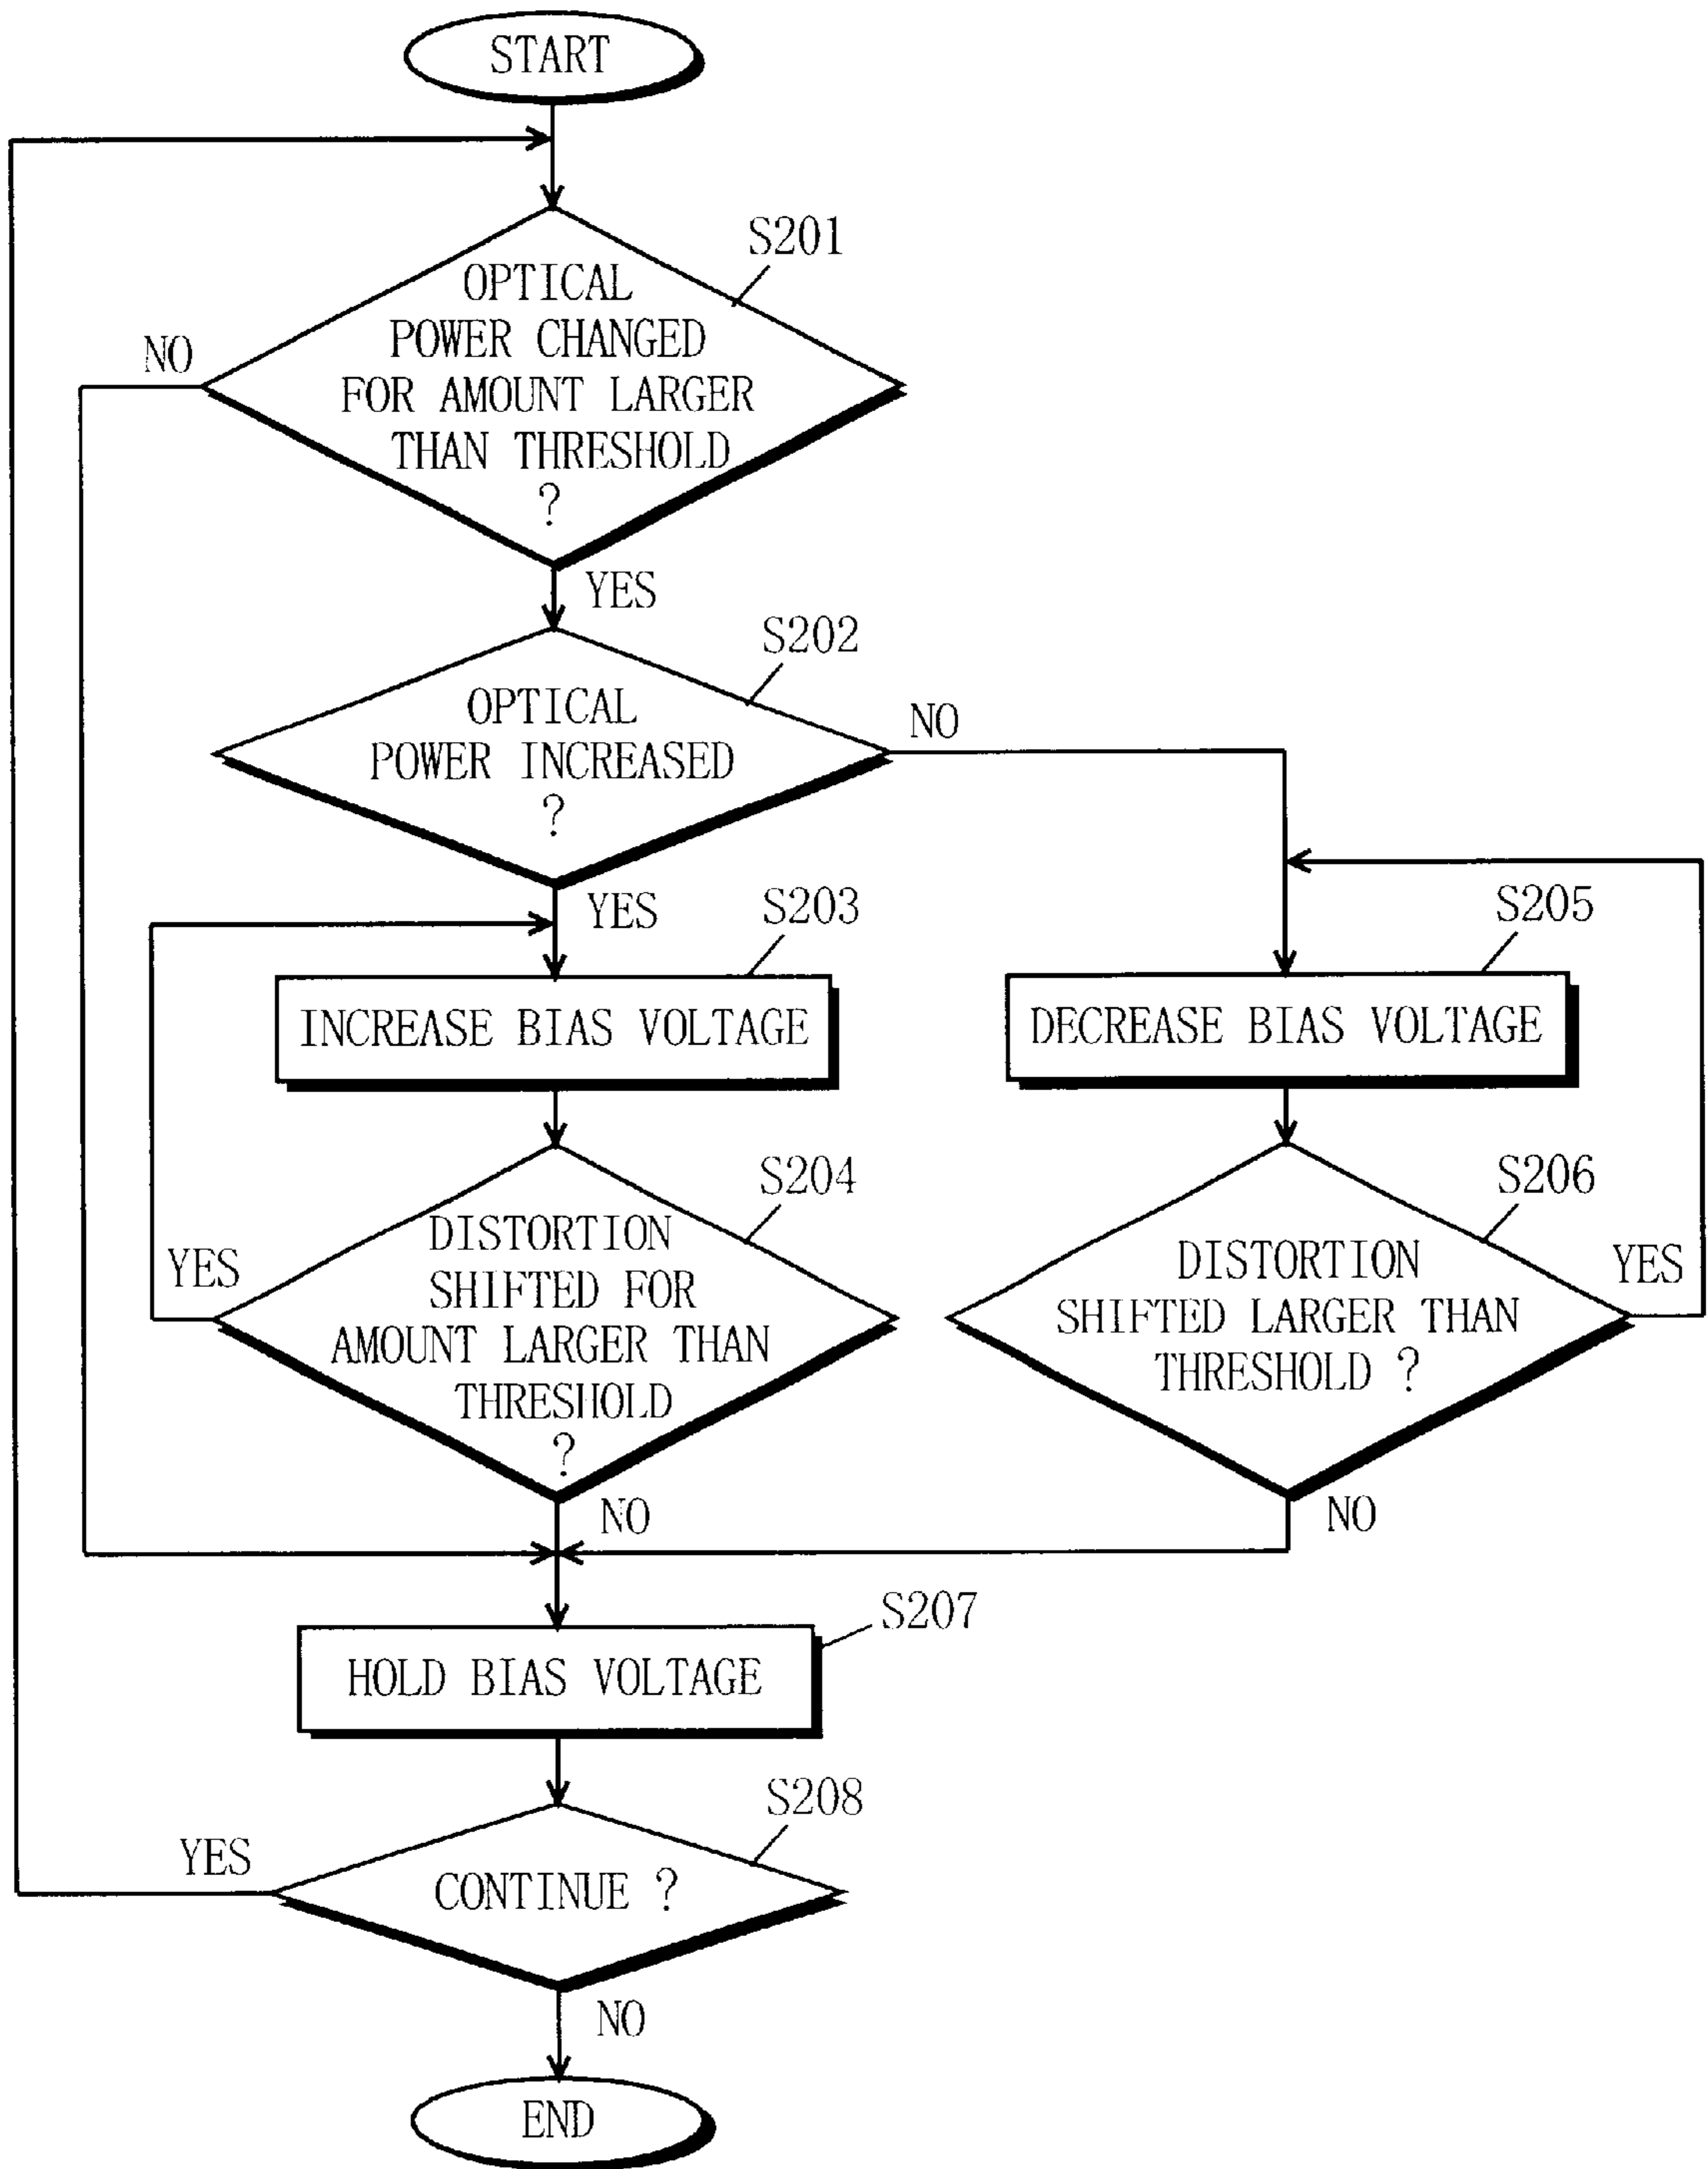 START
S201
OPTICAL
POWER CHANGED
FOR AMOUNT LARGER
THAN THRESHOLD
?
NO
YES
S202
OPTICAL
POWER INCREASED
?
NO
YES
S203
INCREASE BIAS VOLTAGE
S205
DECREASE BIAS VOLTAGE
S204
DISTORTION
SHIFTED FOR
AMOUNT LARGER THAN
THRESHOLD
?
YES
NO
S206
DISTORTION
SHIFTED LARGER THAN
THRESHOLD ?
YES
NO
S207
HOLD BIAS VOLTAGE
S208
CONTINUE ?
YES
NO
END